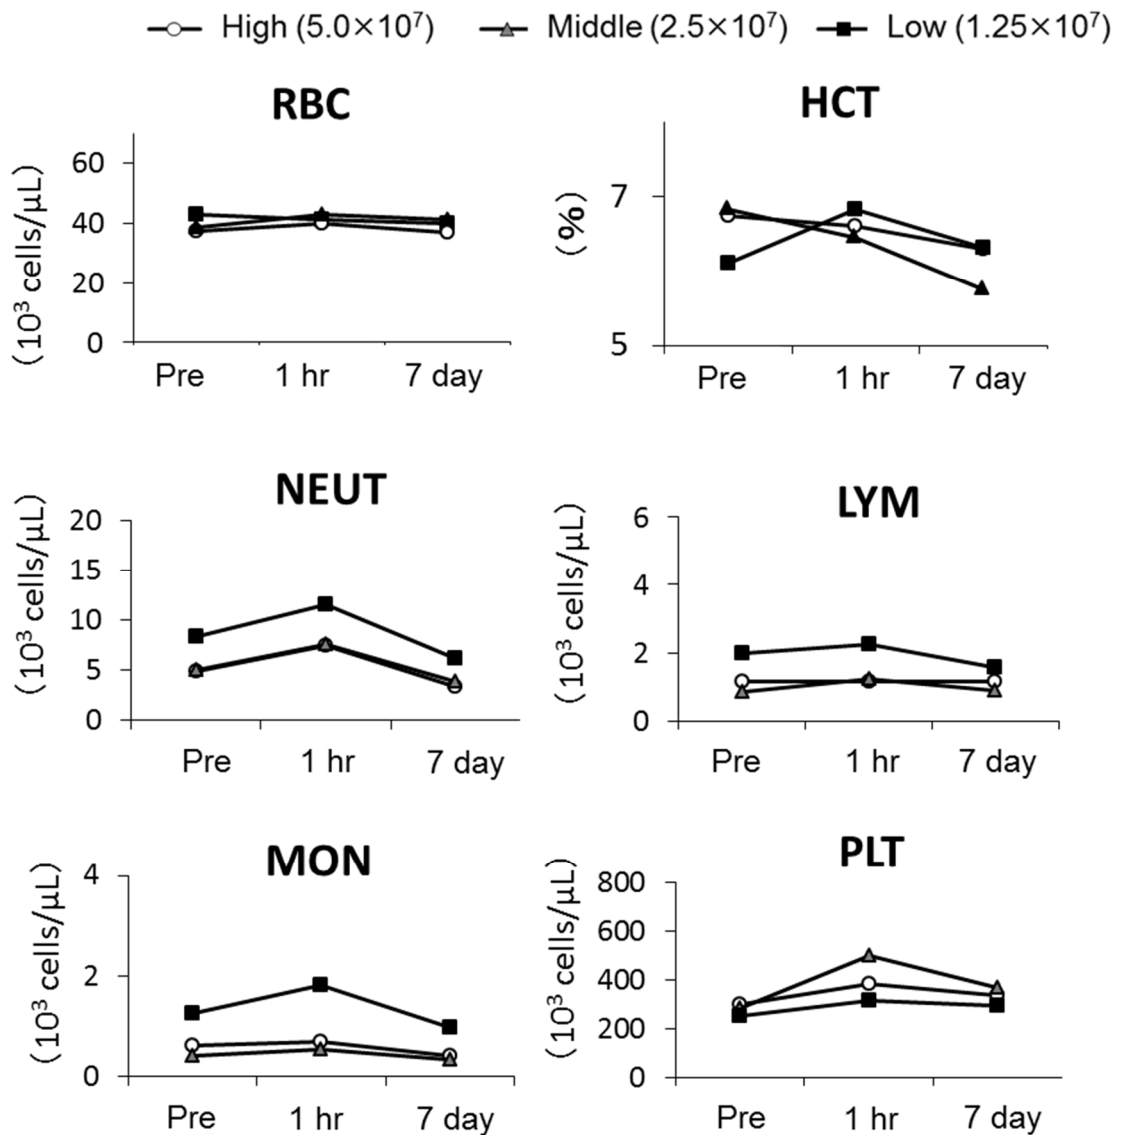 High (5.0×10⁷) Middle (2.5×10⁷) Low (1.25×10⁷)
RBC
(10³ cells/µL)
60
40
20
0
Pre 1 hr 7 day
HCT
(%)
7
5
Pre 1 hr 7 day
NEUT
(10³ cells/µL)
20
15
10
5
0
Pre 1 hr 7 day
LYM
(10³ cells/µL)
6
4
2
0
Pre 1 hr 7 day
MON
(10³ cells/µL)
4
2
0
Pre 1 hr 7 day
PLT
(10³ cells/µL)
800
600
400
200
0
Pre 1 hr 7 day